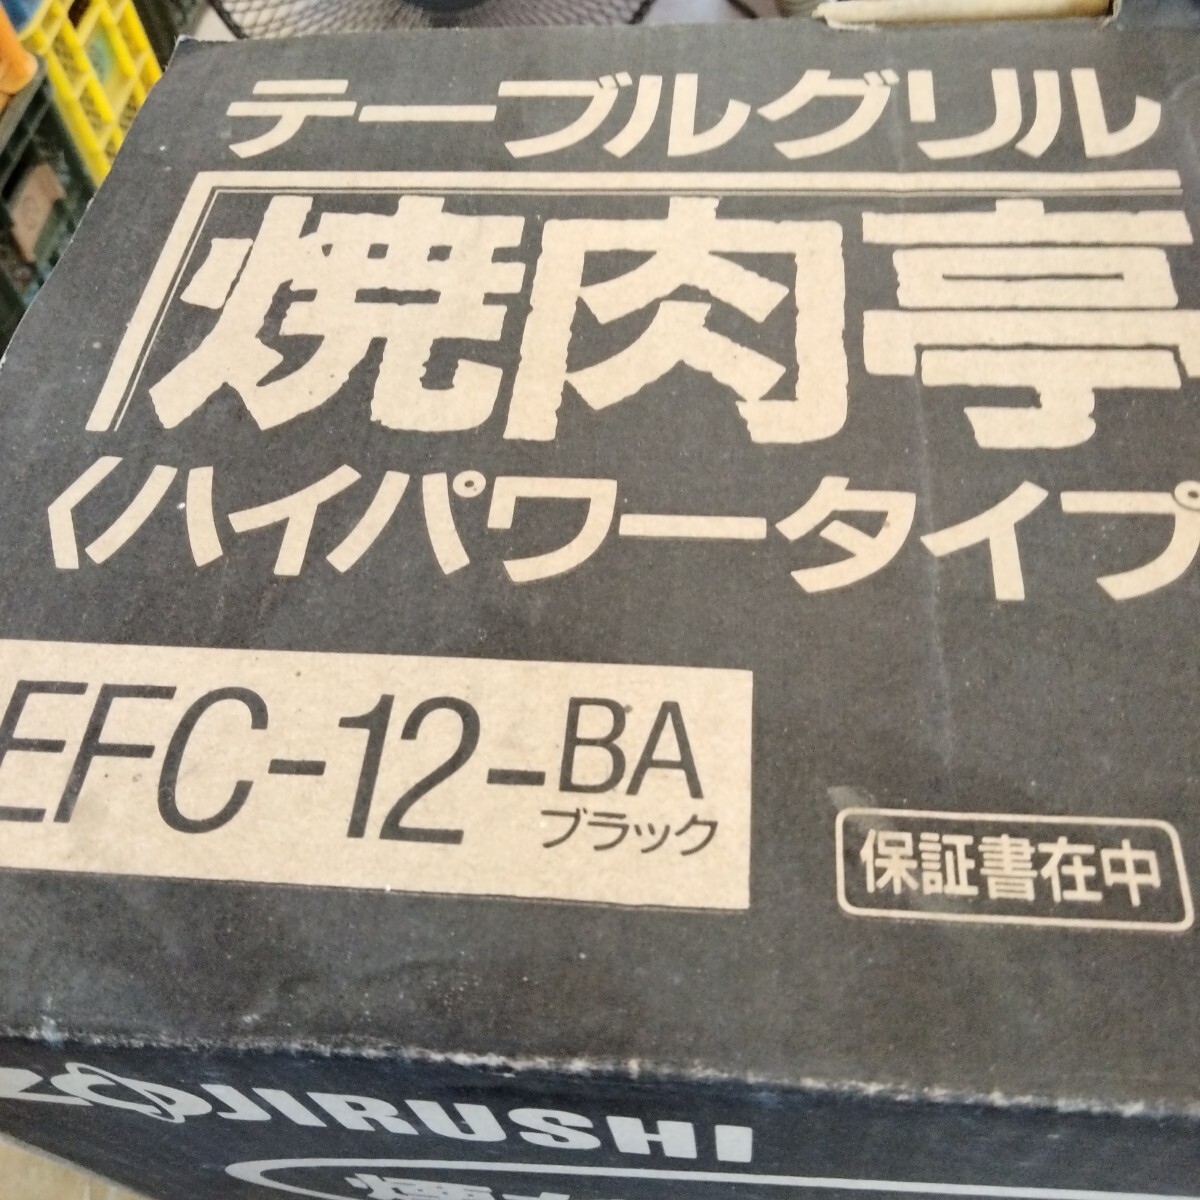 テーブルグリル
焼肉亭
〈ハイパワータイプ
EFC-12-BA
ブラック
保証書在中
ZOJIRUSHI